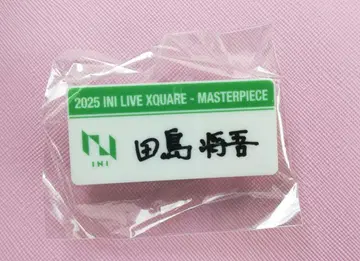 2025 INI LIVE XQUARE - MASTERPIECE
INI
田島将吾